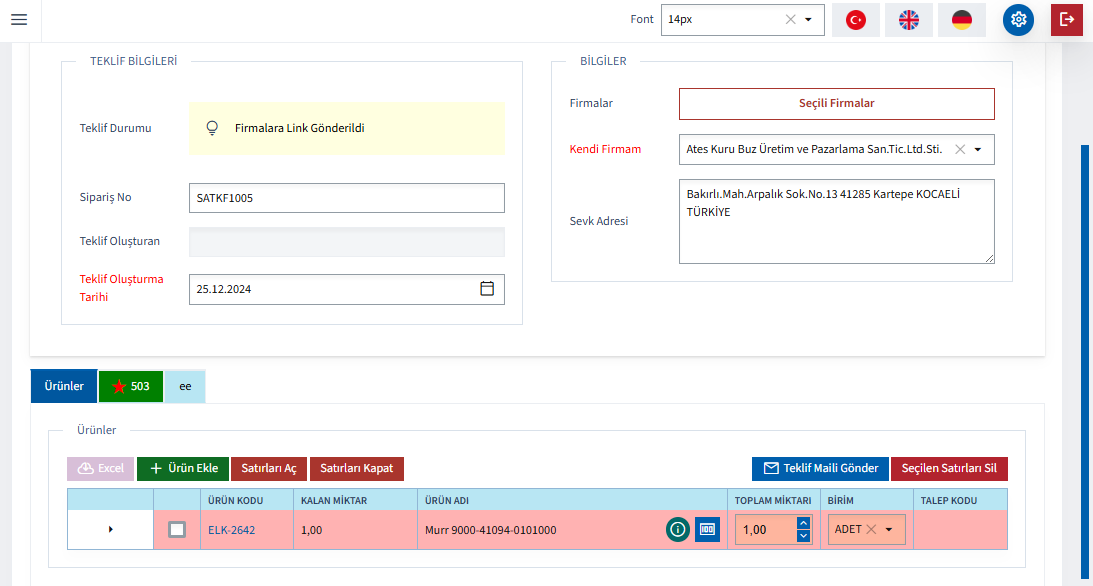 Font 14px
TEKLİF BİLGİLERİ
Teklif Durumu
Firmalara Link Gönderildi
Sipariş No
SATKF1005
Teklif Oluşturan
Teklif Oluşturma
Tarihi
25.12.2024
BİLGİLER
Firmalar
Seçili Firmalar
Kendi Firmam
Ates Kuru Buz Üretim ve Pazarlama San.Tic.Ltd.Sti.
Sevk Adresi
Bakırlı.Mah.Arpalık Sok.No.13 41285 Kartepe KOCAELİ
TÜRKİYE
Ürünler 503 ee
Ürünler
Excel Ürün Ekle Satırları Aç Satırları Kapat Teklif Maili Gönder Seçilen Satırları Sil
ÜRÜN KODU KALAN MİKTAR ÜRÜN ADI TOPLAM MİKTARI BİRİM TALEP KODU
ELK-2642 1,00 Murr 9000-41094-0101000 1,00 ADET